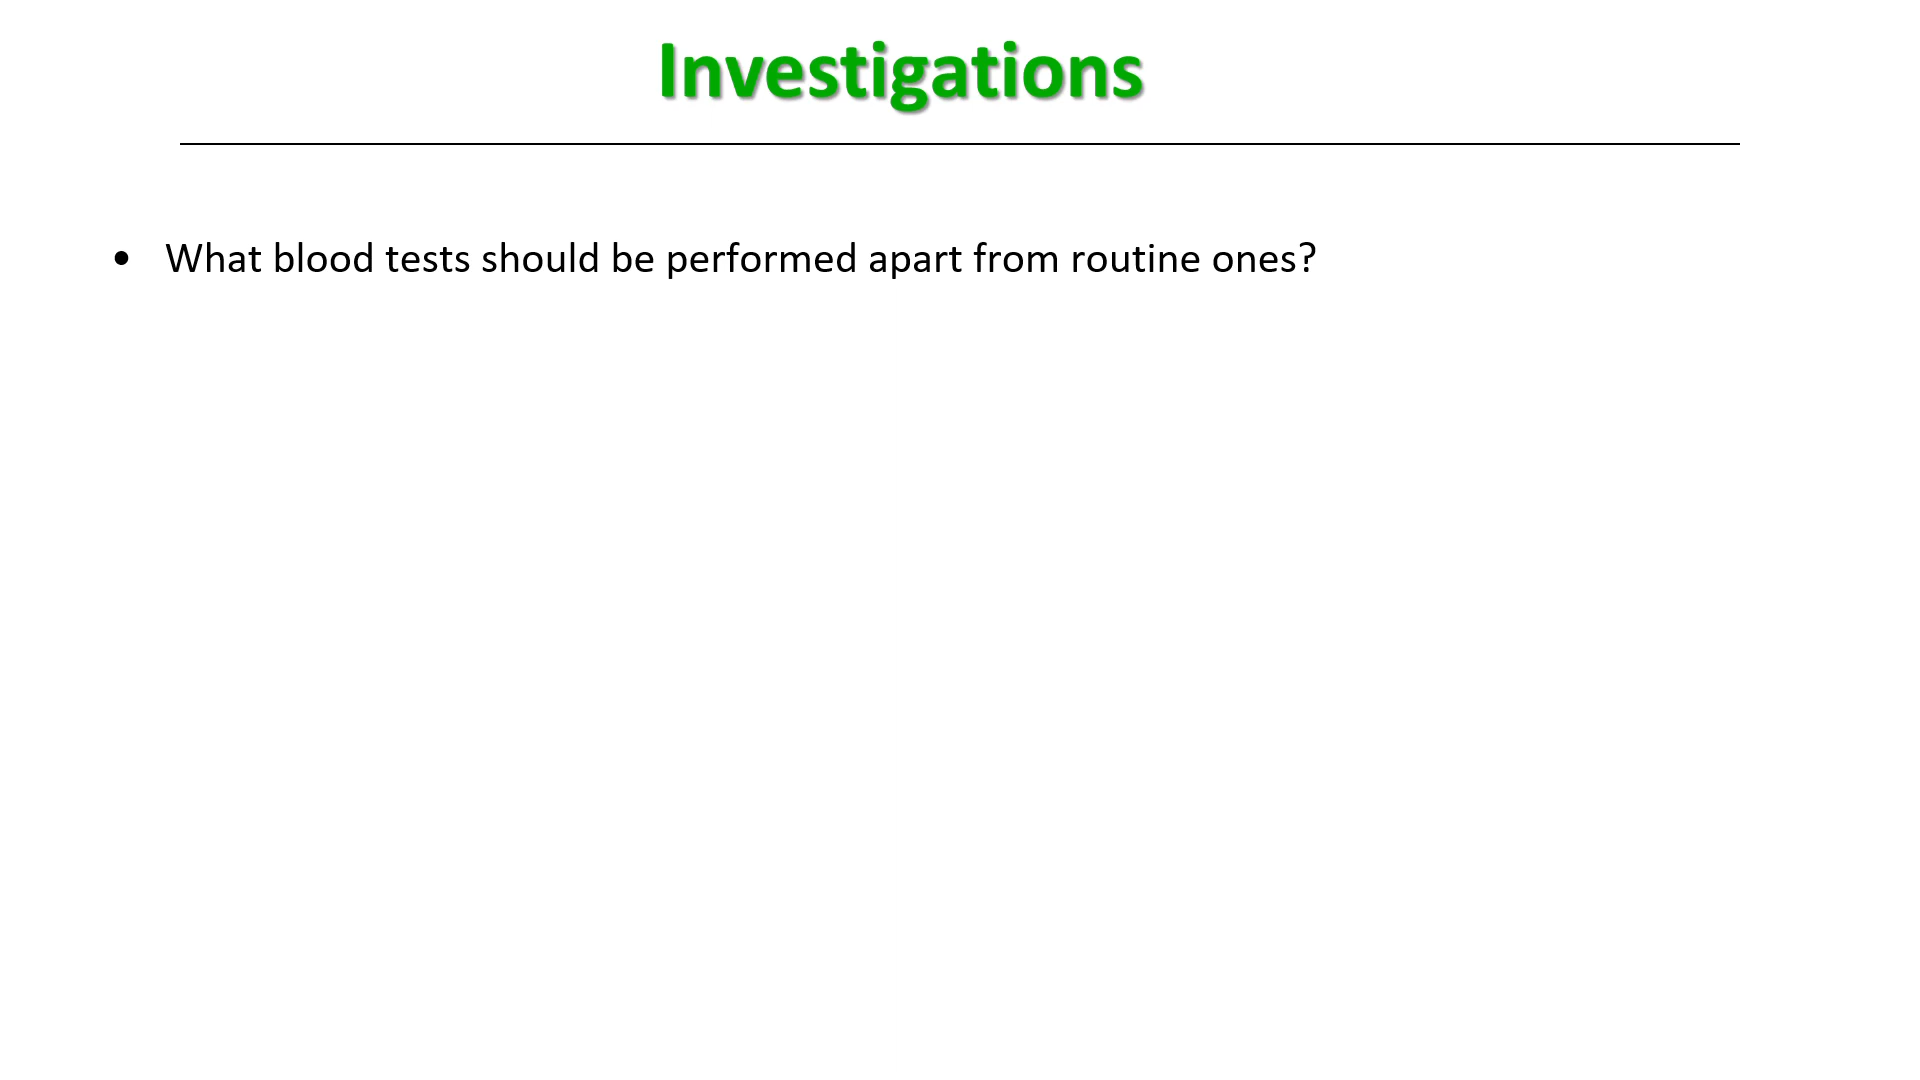 Investigations
• What blood tests should be performed apart from routine ones?